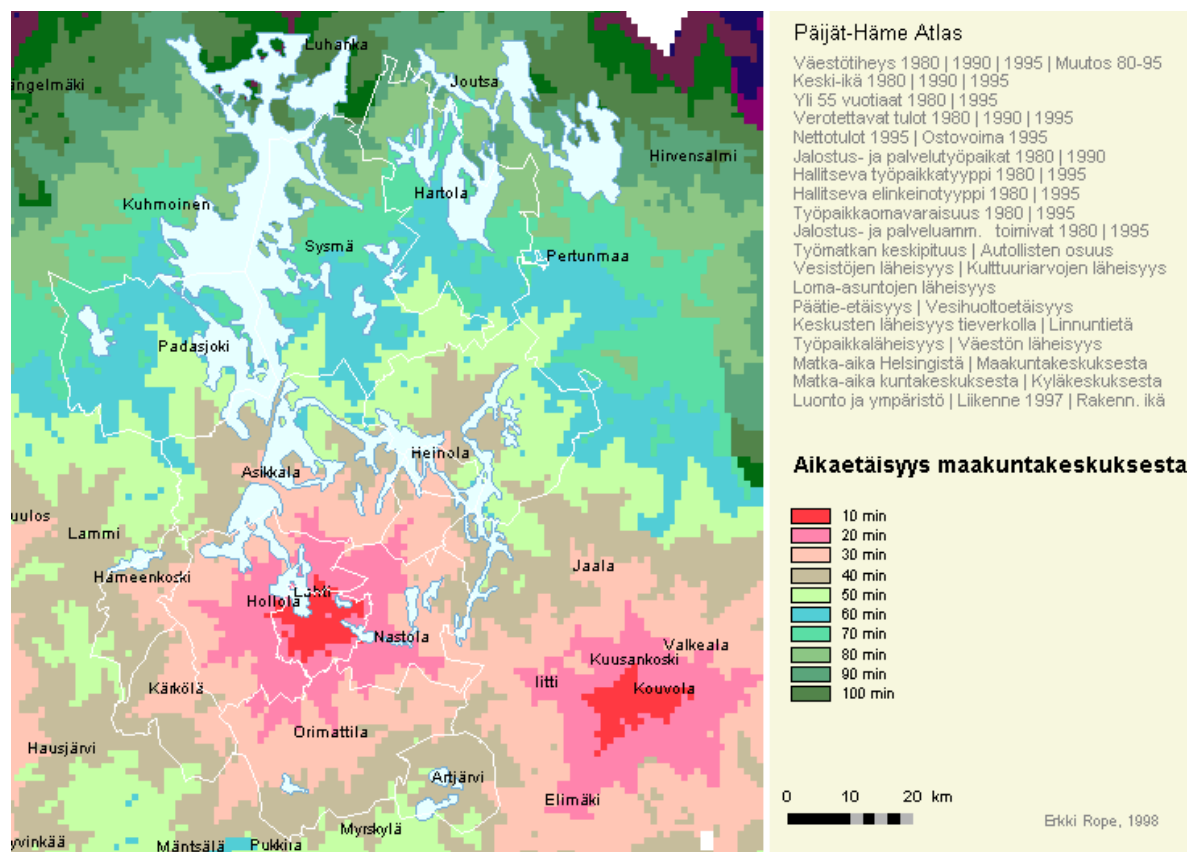 Luhanka
Joutsa
Hirvensalmi
Kuhmoinen
Hartola
Sysmä
Pertunmaa
Padasjoki
Heinola
Asikkala
Lammi
Jaala
Hämeenkoski
Lahti
Hollola
Nastola
Valkeala
Kuusankoski
Iitti
Kouvola
Kärkölä
Orimattila
Hausjärvi
Artjärvi
Elimäki
Myrskylä
Mäntsälä
Pukkila
ängelmäki
uulos
yvinkää
Päijät-Häme Atlas
Väestötiheys 1980 | 1990 | 1995 | Muutos 80-95
Keski-ikä 1980 | 1990 | 1995
Yli 55 vuotiaat 1980 | 1995
Verotettavat tulot 1980 | 1990 | 1995
Nettotulot 1995 | Ostovoima 1995
Jalostus- ja palvelutyöpaikat 1980 | 1990
Hallitseva työpaikkatyyppi 1980 | 1995
Hallitseva elinkeinotyyppi 1980 | 1995
Työpaikkaomavaraisuus 1980 | 1995
Jalostus- ja palveluamm. toimivat 1980 | 1995
Työmatkan keskipituus | Autollisten osuus
Vesistöjen läheisyys | Kulttuuriarvojen läheisyys
Loma-asuntojen läheisyys
Päätie-etäisyys | Vesihuoltoetäisyys
Keskusten läheisyys tieverkolla | Linnuntietä
Työpaikkaläheisyys | Väestön läheisyys
Matka-aika Helsingistä | Maakuntakeskuksesta
Matka-aika kuntakeskuksesta | Kyläkeskuksesta
Luonto ja ympäristö | Liikenne 1997 | Rakenn. ikä
Aikaetäisyys maakuntakeskuksesta
10 min
20 min
30 min
40 min
50 min
60 min
70 min
80 min
90 min
100 min
0 10 20 km
Erkki Rope, 1998